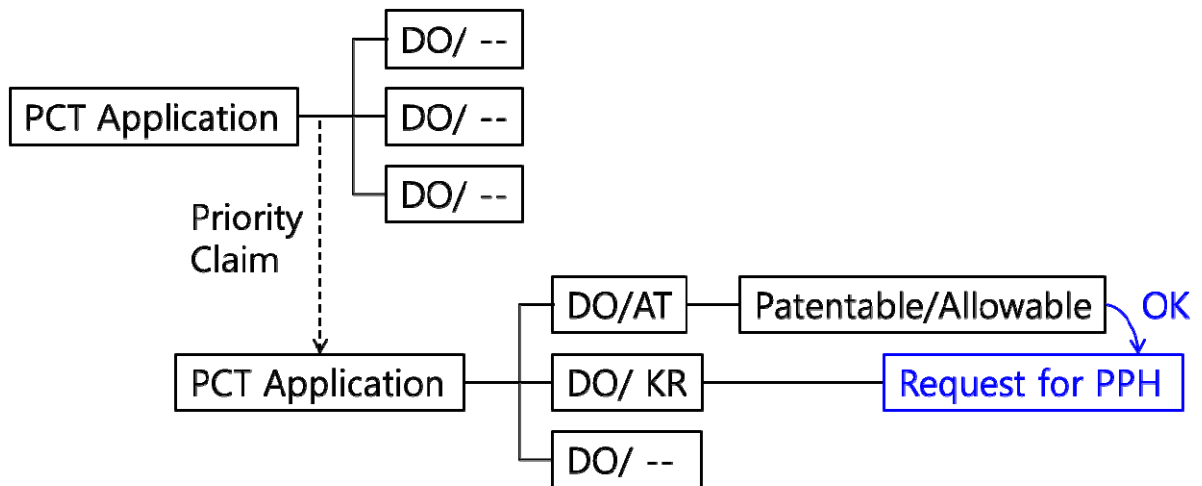 DO/ --
PCT Application
DO/ --
DO/ --
Priority
Claim
DO/AT
Patentable/Allowable
OK
PCT Application
DO/ KR
Request for PPH
DO/ --